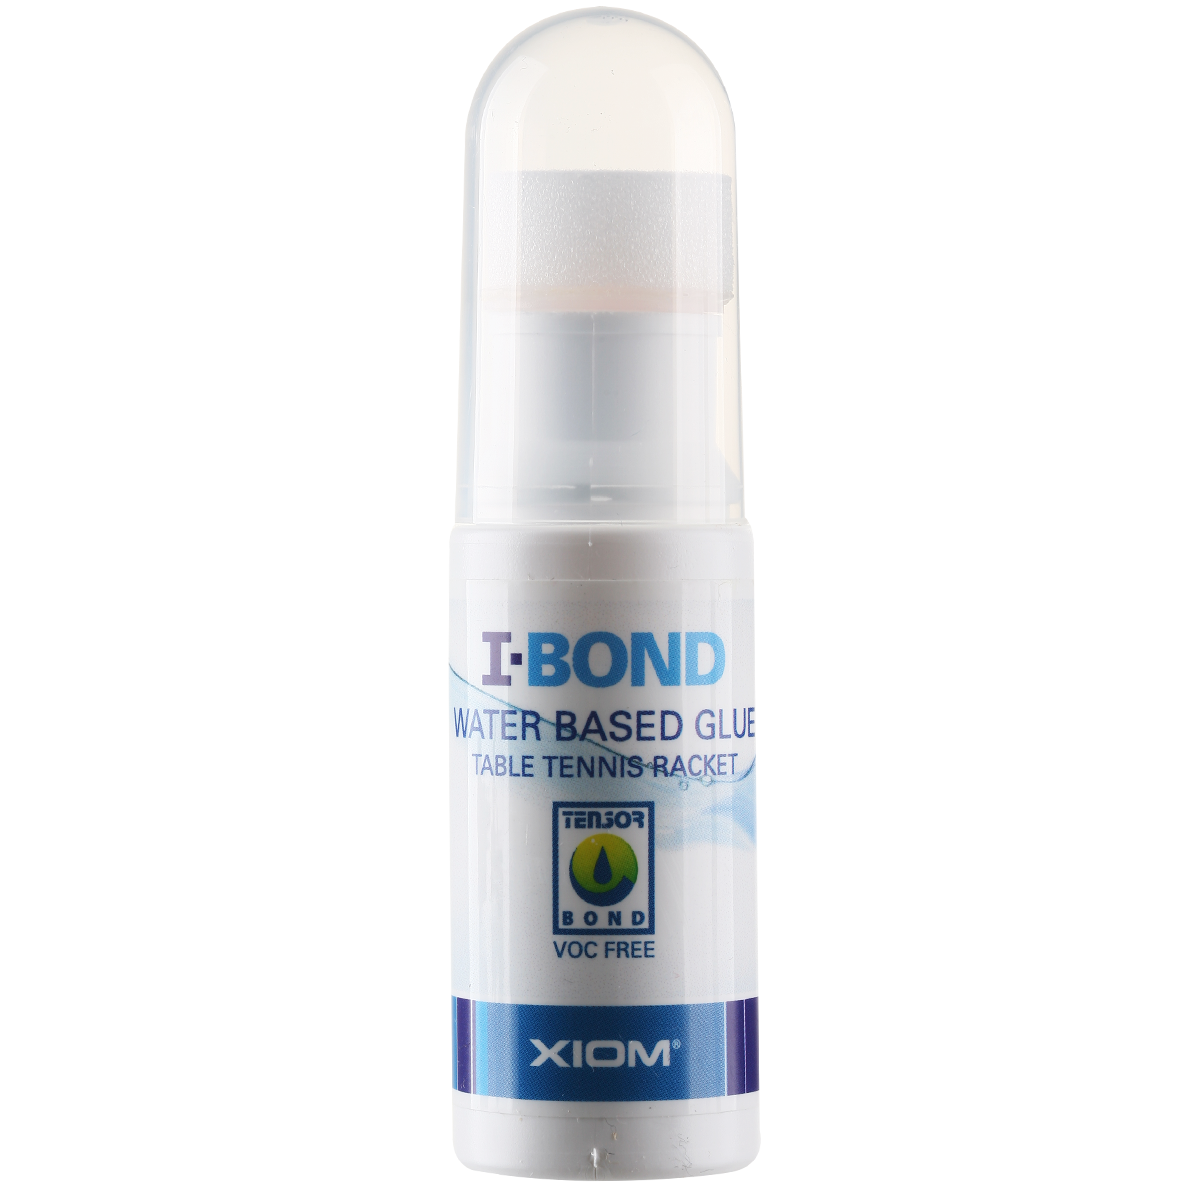 I-BOND
WATER BASED GLUE
TABLE TENNIS RACKET
TENSOR
BOND
VOC FREE
XIOM®